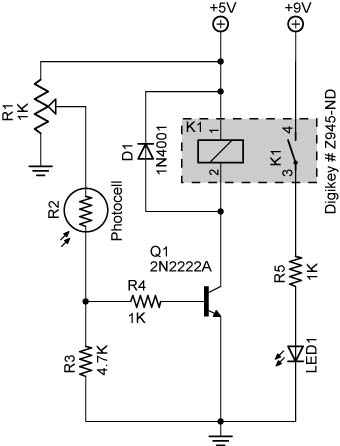 +5V
+9V
R1
1K
K1
1
2
K1
4
3
Digikey # Z945-ND
D1
1N4001
R2
Photocell
Q1
2N2222A
R4
1K
R5
1K
R3
4.7K
LED1